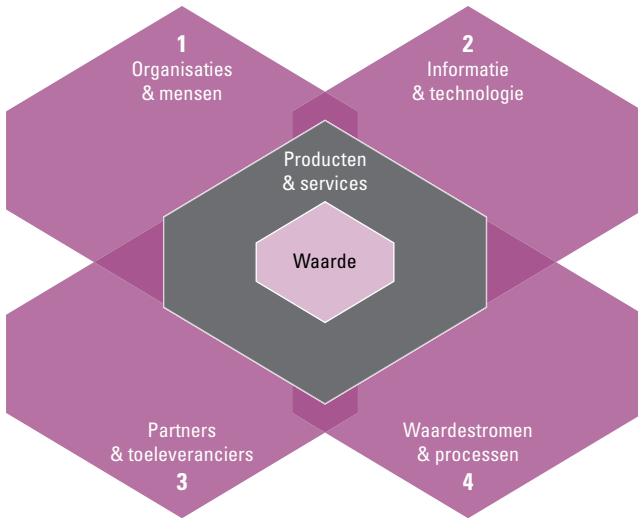 1
Organisaties
& mensen
2
Informatie
& technologie
Producten
& services
Waarde
Partners
& toeleveranciers
3
Waardestromen
& processen
4